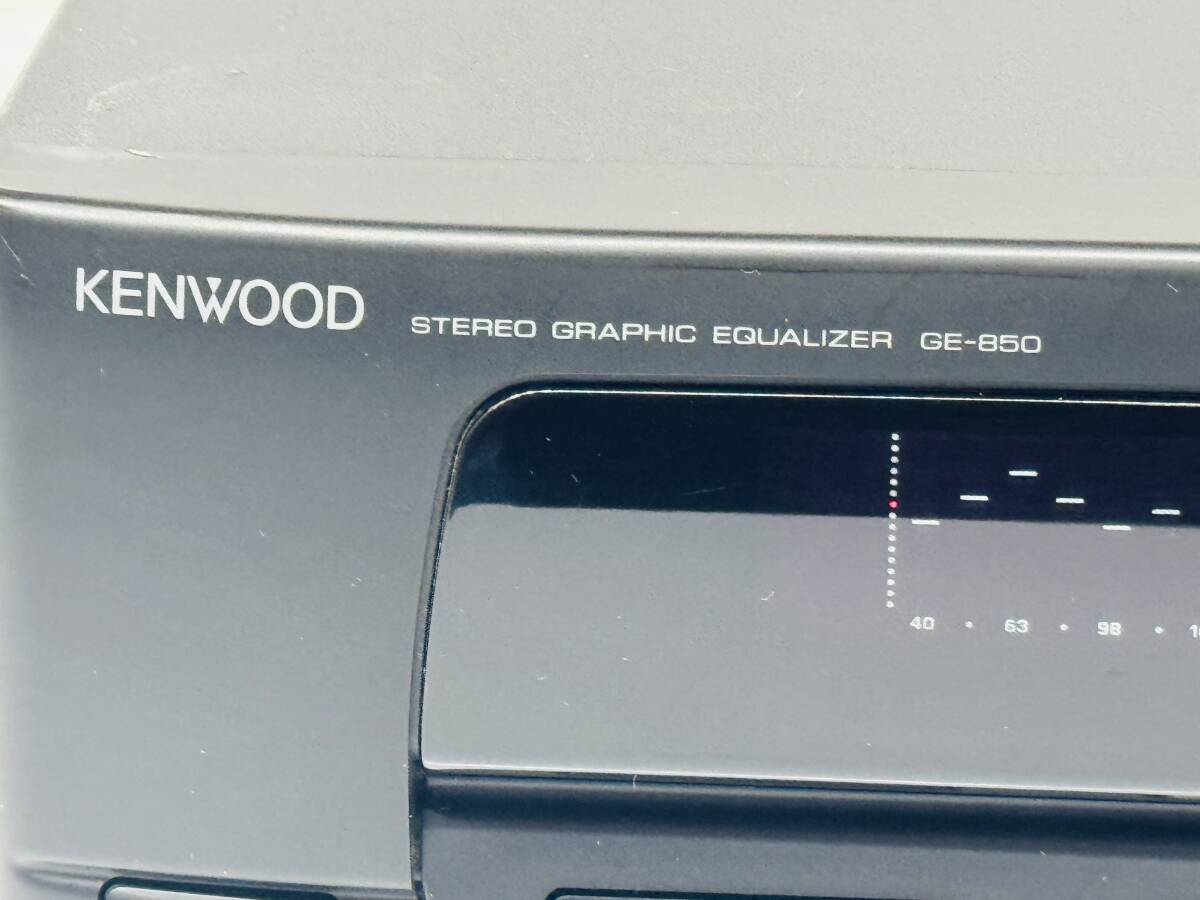 KENWOOD STEREO GRAPHIC EQUALIZER GE-850
40 • 63 • 98 •